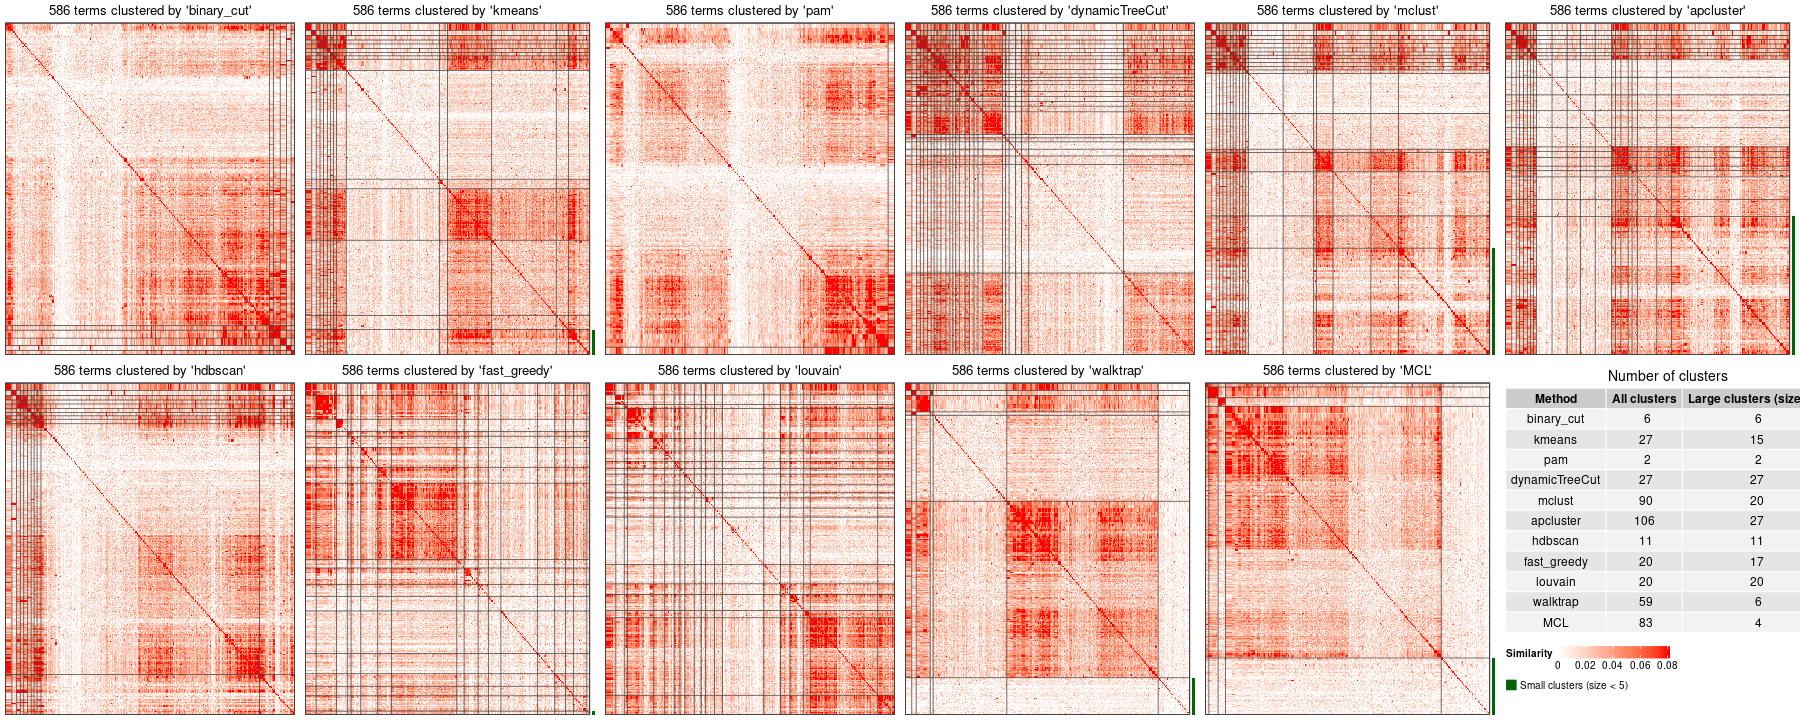 586 terms clustered by 'binary_cut'
586 terms clustered by 'kmeans'
586 terms clustered by 'pam'
586 terms clustered by 'dynamicTreeCut'
586 terms clustered by 'mclust'
586 terms clustered by 'apcluster'
586 terms clustered by 'hdbscan'
586 terms clustered by 'fast_greedy'
586 terms clustered by 'louvain'
586 terms clustered by 'walktrap'
586 terms clustered by 'MCL'
Number of clusters
Method All clusters Large clusters (size
binary_cut 6 6
kmeans 27 15
pam 2 2
dynamicTreeCut 27 27
mclust 90 20
apcluster 106 27
hdbscan 11 11
fast_greedy 20 17
louvain 20 20
walktrap 59 6
MCL 83 4
Similarity
0 0.02 0.04 0.06 0.08
Small clusters (size < 5)